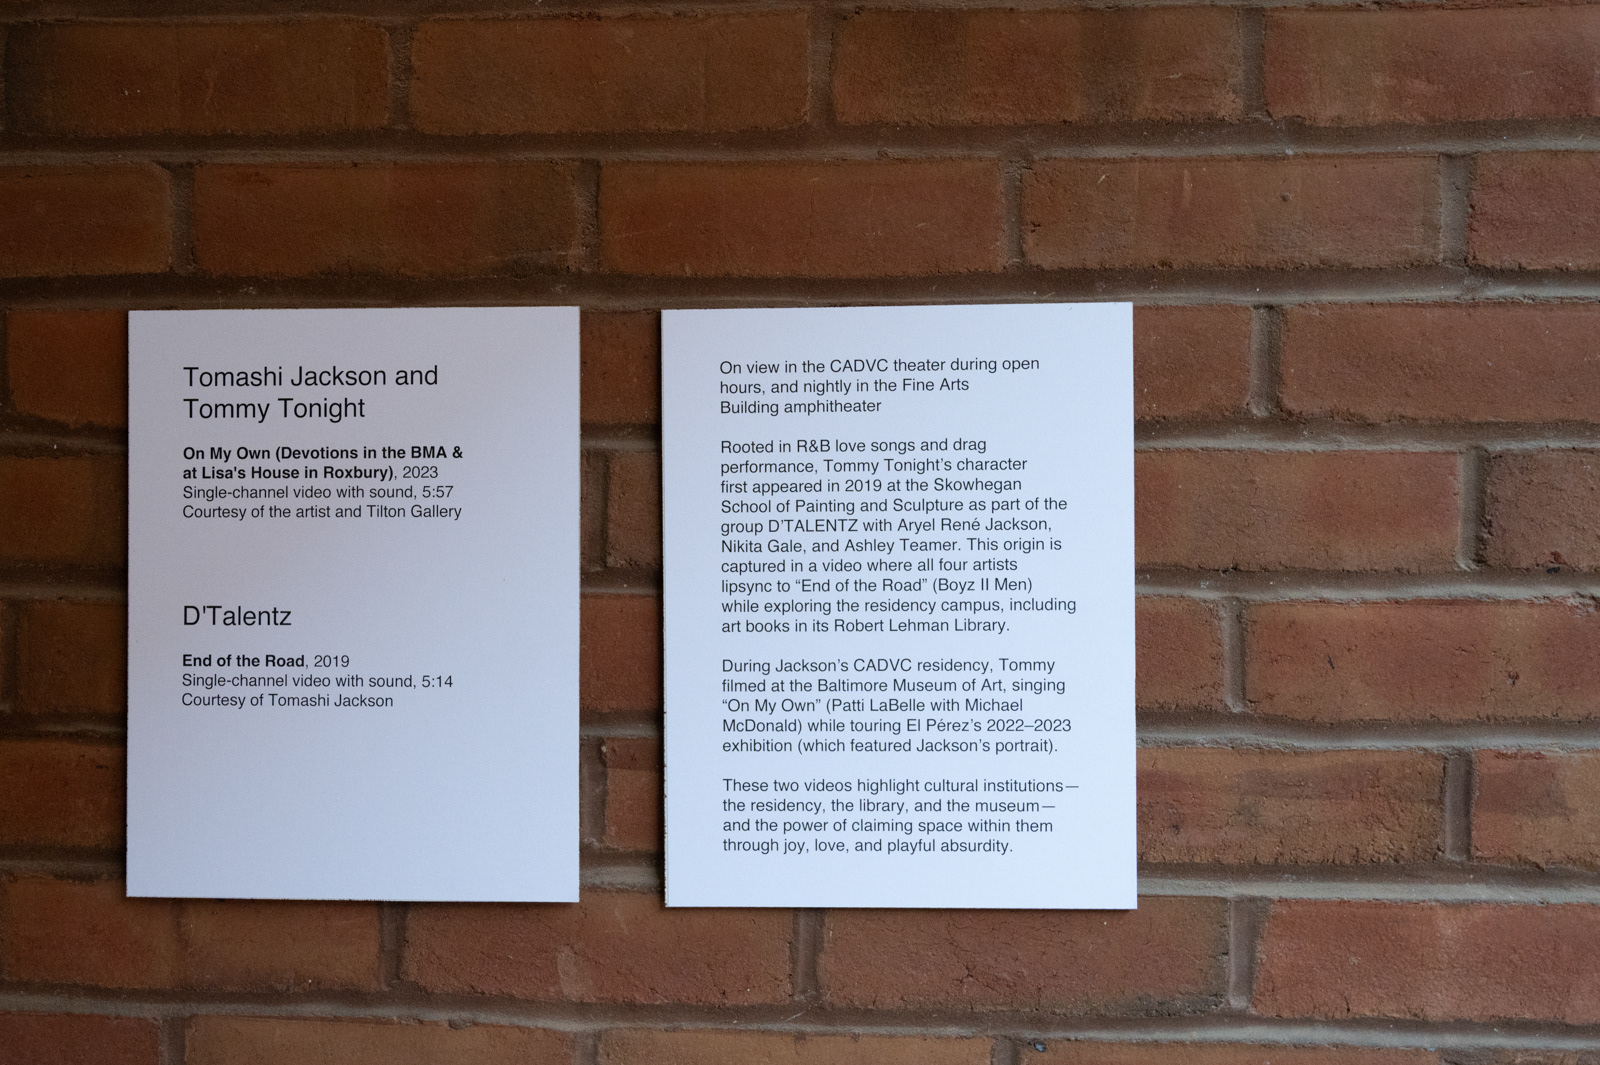 Tomashi Jackson and
Tommy Tonight
On My Own (Devotions in the BMA &
at Lisa's House in Roxbury), 2023
Single-channel video with sound, 5:57
Courtesy of the artist and Tilton Gallery
D'Talentz
End of the Road, 2019
Single-channel video with sound, 5:14
Courtesy of Tomashi Jackson
On view in the CADVC theater during open
hours, and nightly in the Fine Arts
Building amphitheater
Rooted in R&B love songs and drag
performance, Tommy Tonight’s character
first appeared in 2019 at the Skowhegan
School of Painting and Sculpture as part of the
group D’TALENTZ with Aryel René Jackson,
Nikita Gale, and Ashley Teamer. This origin is
captured in a video where all four artists
lipsync to “End of the Road” (Boyz II Men)
while exploring the residency campus, including
art books in its Robert Lehman Library.
During Jackson’s CADVC residency, Tommy
filmed at the Baltimore Museum of Art, singing
“On My Own” (Patti LaBelle with Michael
McDonald) while touring El Pérez’s 2022–2023
exhibition (which featured Jackson’s portrait).
These two videos highlight cultural institutions—
the residency, the library, and the museum—
and the power of claiming space within them
through joy, love, and playful absurdity.